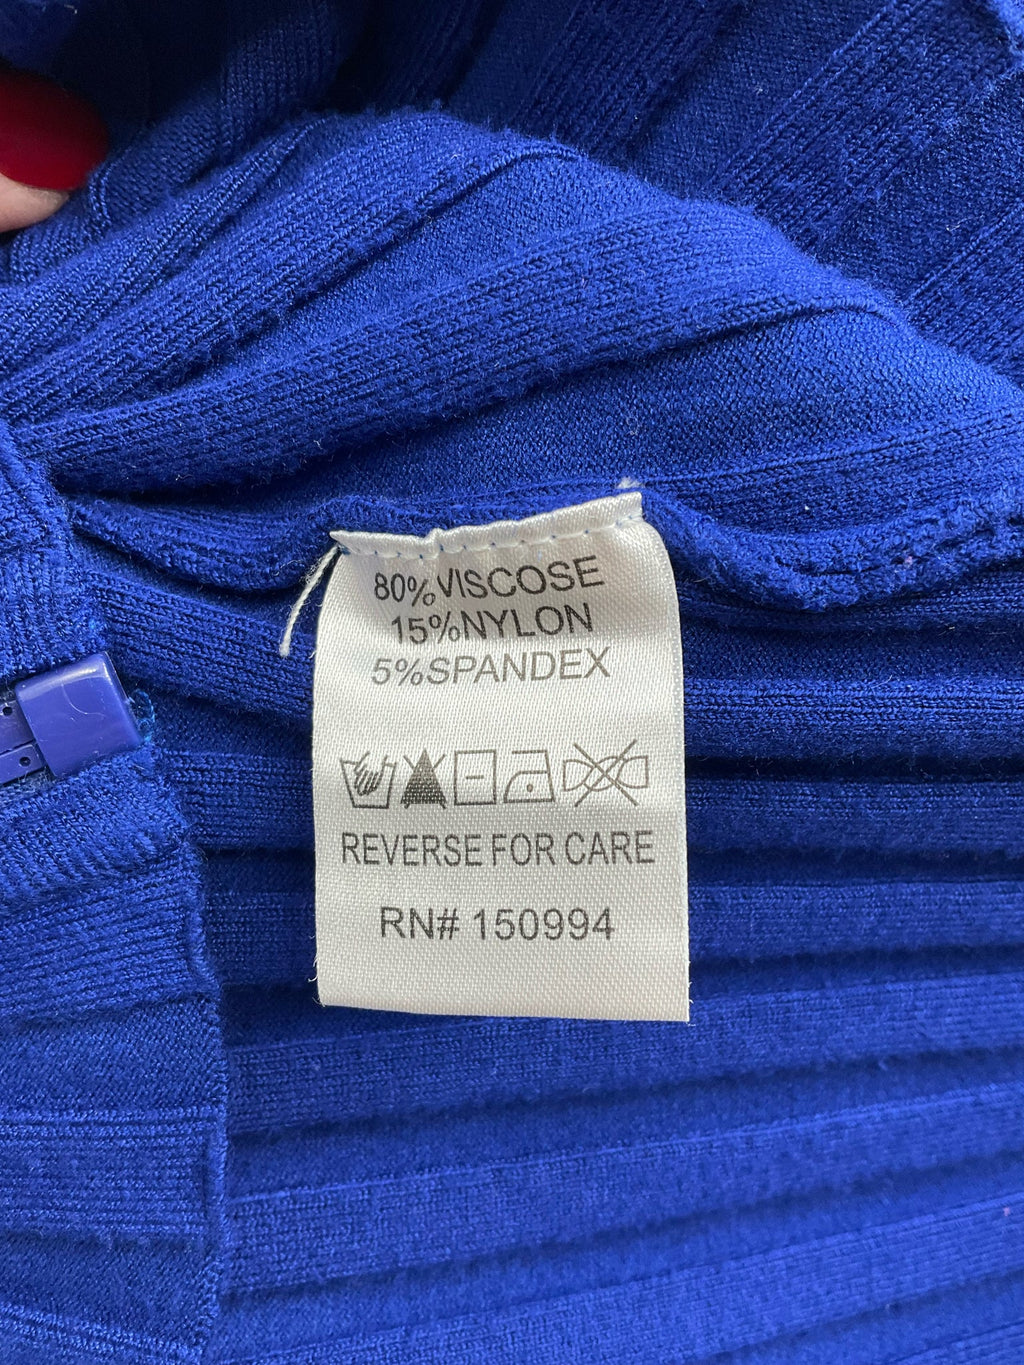 80%VISCOSE
15%NYLON
5%SPANDEX
REVERSE FOR CARE
RN# 150994